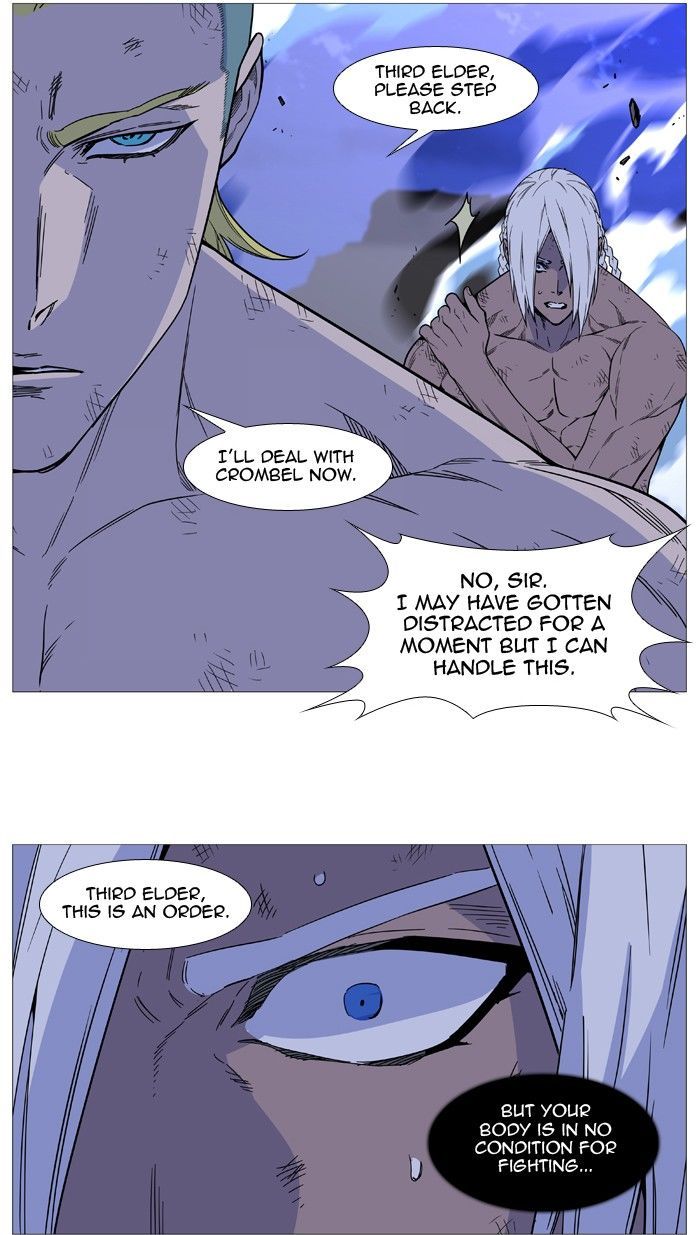 THIRD ELDER,
PLEASE STEP
BACK.
I'LL DEAL WITH
CROMBEL NOW.
NO, SIR.
I MAY HAVE GOTTEN
DISTRACTED FOR A
MOMENT BUT I CAN
HANDLE THIS.
THIRD ELDER,
THIS IS AN ORDER.
BUT YOUR
BODY IS IN NO
CONDITION FOR
FIGHTING...